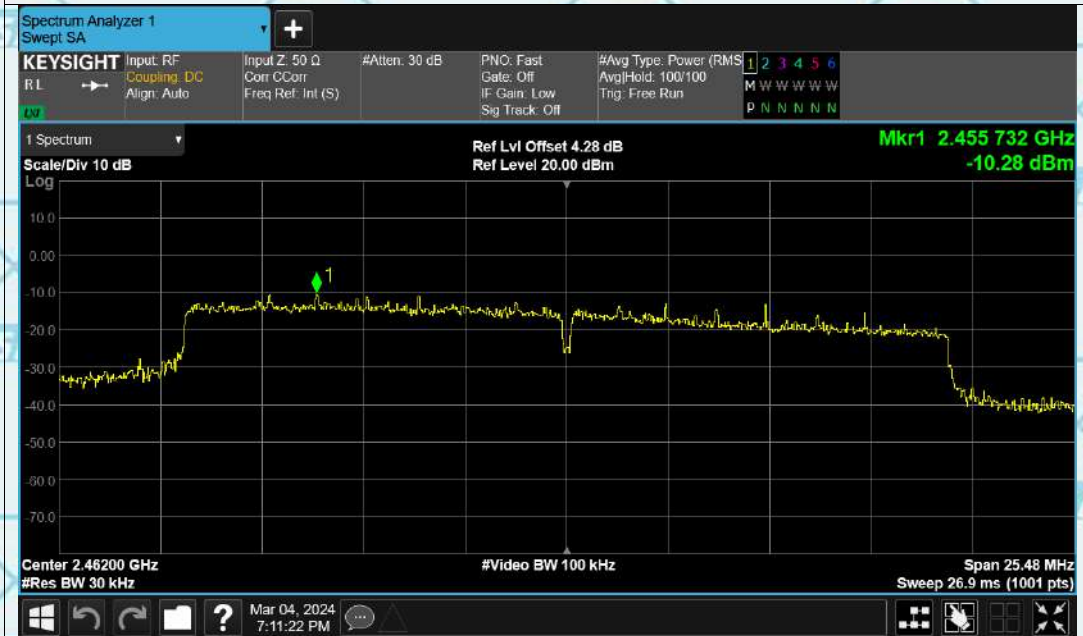 Spectrum Analyzer 1
Swept SA
+
KEYSIGHT
R L
LXI
Input: RF
Coupling: DC
Align: Auto
Input Z: 50 Ω
Corr CCorr
Freq Ref: Int (S)
#Atten: 30 dB
PNO: Fast
Gate: Off
IF Gain: Low
Sig Track: Off
#Avg Type: Power (RMS
Avg|Hold: 100/100
Trig: Free Run
1 2 3 4 5 6
M W W W W W
P N N N N N
1 Spectrum
Scale/Div 10 dB
Log
Ref Lvl Offset 4.28 dB
Ref Level 20.00 dBm
Mkr1 2.455 732 GHz
-10.28 dBm
1
10.0
0.00
-10.0
-20.0
-30.0
-40.0
-50.0
-60.0
-70.0
Center 2.46200 GHz
#Res BW 30 kHz
#Video BW 100 kHz
Span 25.48 MHz
Sweep 26.9 ms (1001 pts)
?
Mar 04, 2024
7:11:22 PM